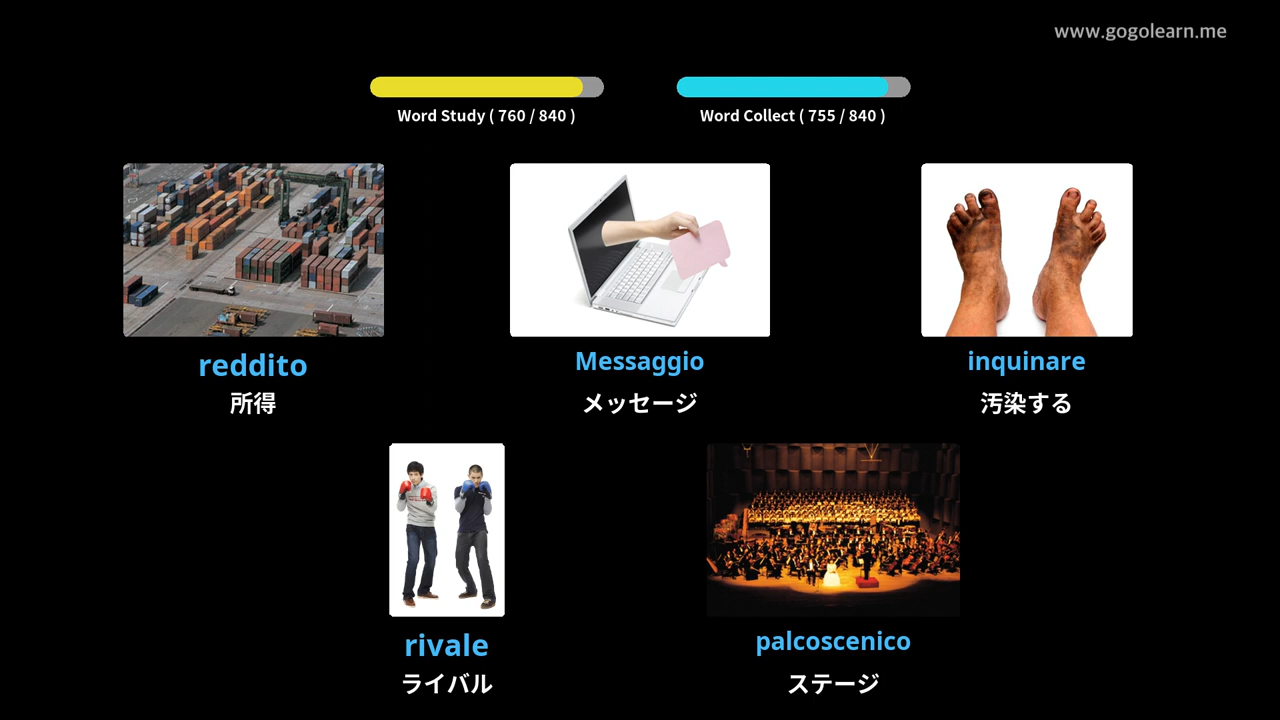 www.gogolearn.me
Word Study ( 760 / 840 )
Word Collect ( 755 / 840 )
reddito
所得
Messaggio
メッセージ
inquinare
汚染する
rivale
ライバル
palcoscenico
ステージ